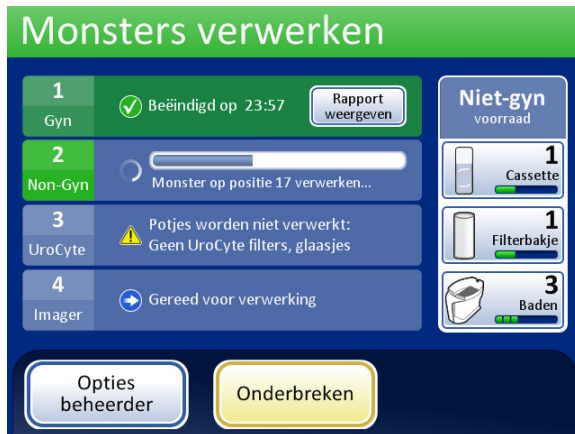 Monsters verwerken
1
Gyn
Beëindigd op 23:57
Rapport
weergeven
2
Non-Gyn
Monster op positie 17 verwerken...
3
UroCyte
Potjes worden niet verwerkt:
Geen UroCyte filters, glaasjes
4
Imager
Gereed voor verwerking
Niet-gyn
voorraad
1
Cassette
1
Filterbakje
3
Baden
Opties
beheerder
Onderbreken